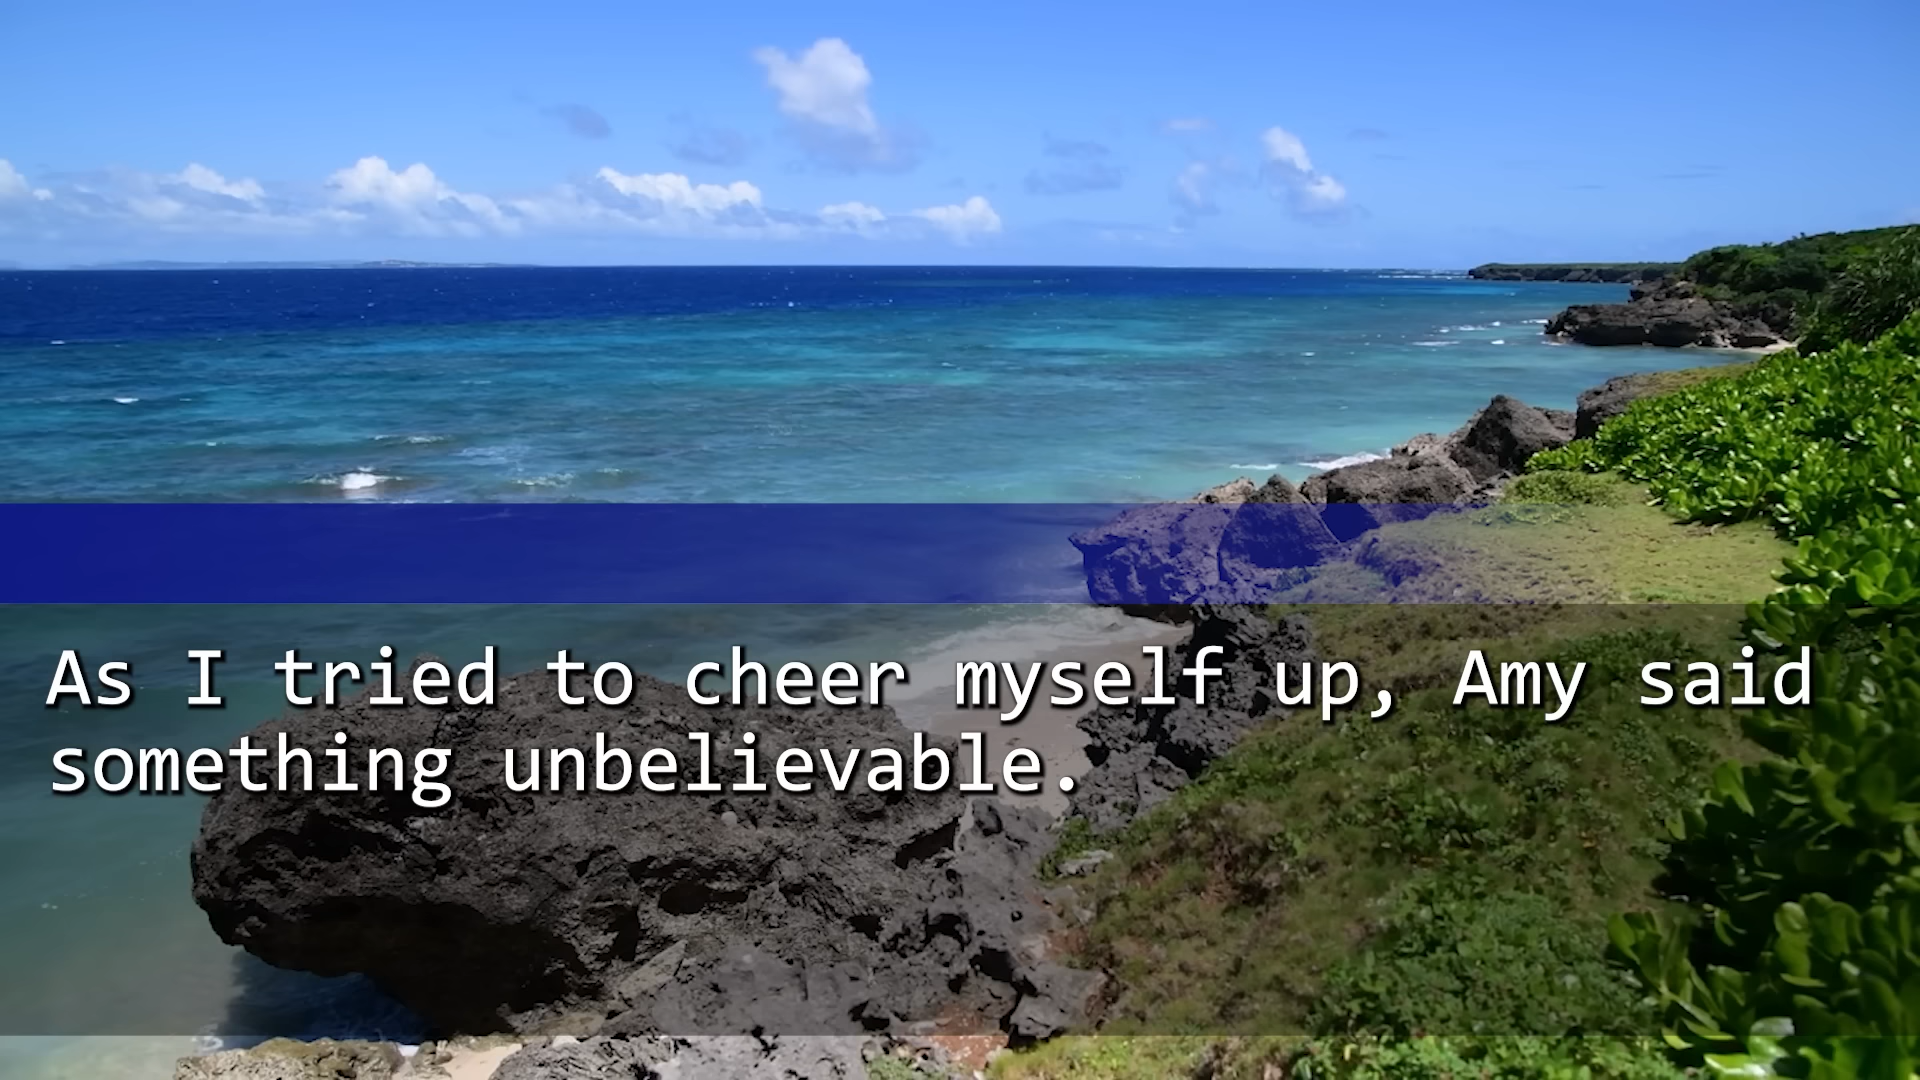 As I tried to cheer myself up, Amy said
something unbelievable.